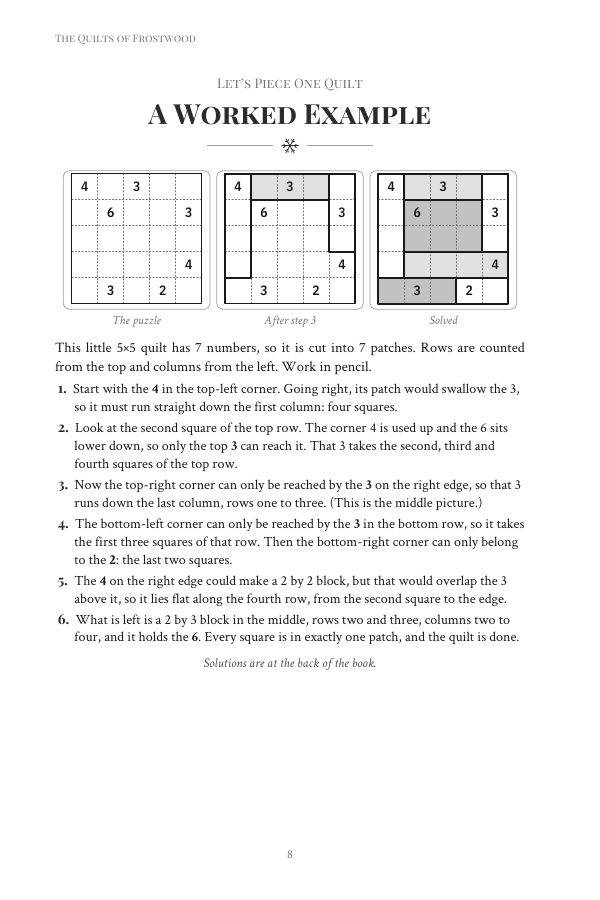 The Quilts of Frostwood
Let's Piece One Quilt
A Worked Example
4 3
6 3
4
3 2
4 3
6 3
4
3 2
4 3
6 3
4
3 2
The puzzle
After step 3
Solved
This little 5×5 quilt has 7 numbers, so it is cut into 7 patches. Rows are counted
from the top and columns from the left. Work in pencil.
1. Start with the 4 in the top-left corner. Going right, its patch would swallow the 3,
so it must run straight down the first column: four squares.
2. Look at the second square of the top row. The corner 4 is used up and the 6 sits
lower down, so only the top 3 can reach it. That 3 takes the second, third and
fourth squares of the top row.
3. Now the top-right corner can only be reached by the 3 on the right edge, so that 3
runs down the last column, rows one to three. (This is the middle picture.)
4. The bottom-left corner can only be reached by the 3 in the bottom row, so it takes
the first three squares of that row. Then the bottom-right corner can only belong
to the 2: the last two squares.
5. The 4 on the right edge could make a 2 by 2 block, but that would overlap the 3
above it, so it lies flat along the fourth row, from the second square to the edge.
6. What is left is a 2 by 3 block in the middle, rows two and three, columns two to
four, and it holds the 6. Every square is in exactly one patch, and the quilt is done.
Solutions are at the back of the book.
8